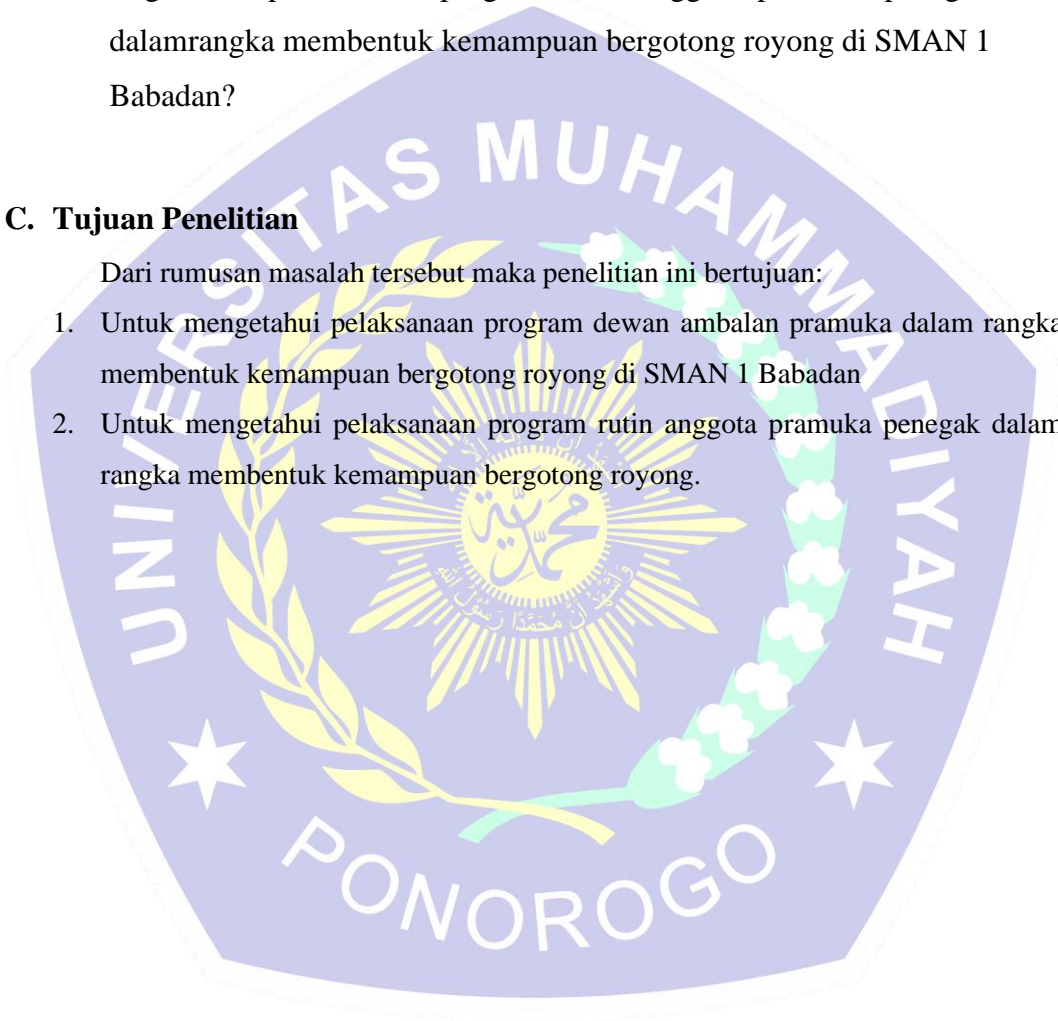 dalamrangka membentuk kemampuan bergotong royong di SMAN 1
Babadan?
C. Tujuan Penelitian
Dari rumusan masalah tersebut maka penelitian ini bertujuan:
1. Untuk mengetahui pelaksanaan program dewan ambalan pramuka dalam rangka
membentuk kemampuan bergotong royong di SMAN 1 Babadan
2. Untuk mengetahui pelaksanaan program rutin anggota pramuka penegak dalam
rangka membentuk kemampuan bergotong royong.
UNIVERSITAS MUHAMMADIYAH
PONOROGO